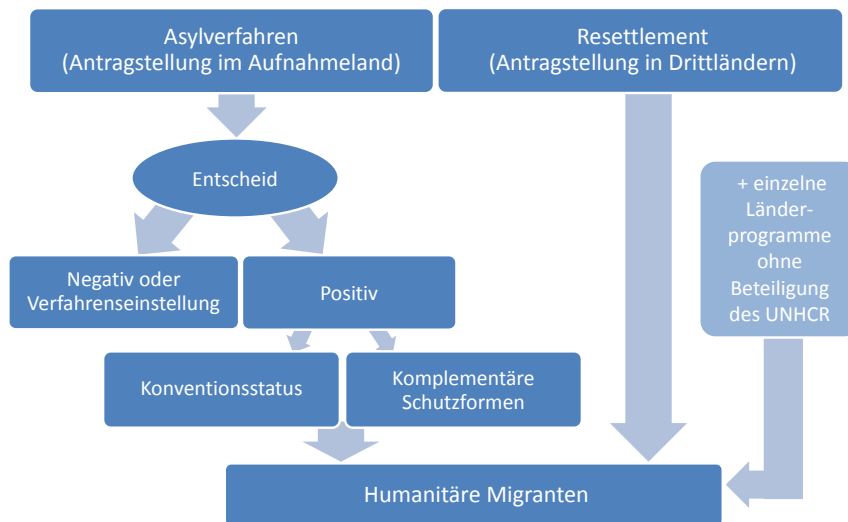 Asylverfahren
(Antragstellung im Aufnahmeland)
Resettlement
(Antragstellung in Drittländern)
Entscheid
+ einzelne
Länder-
programme
ohne
Beteiligung
des UNHCR
Negativ oder
Verfahrenseinstellung
Positiv
Konventionsstatus
Komplementäre
Schutzformen
Humanitäre Migranten